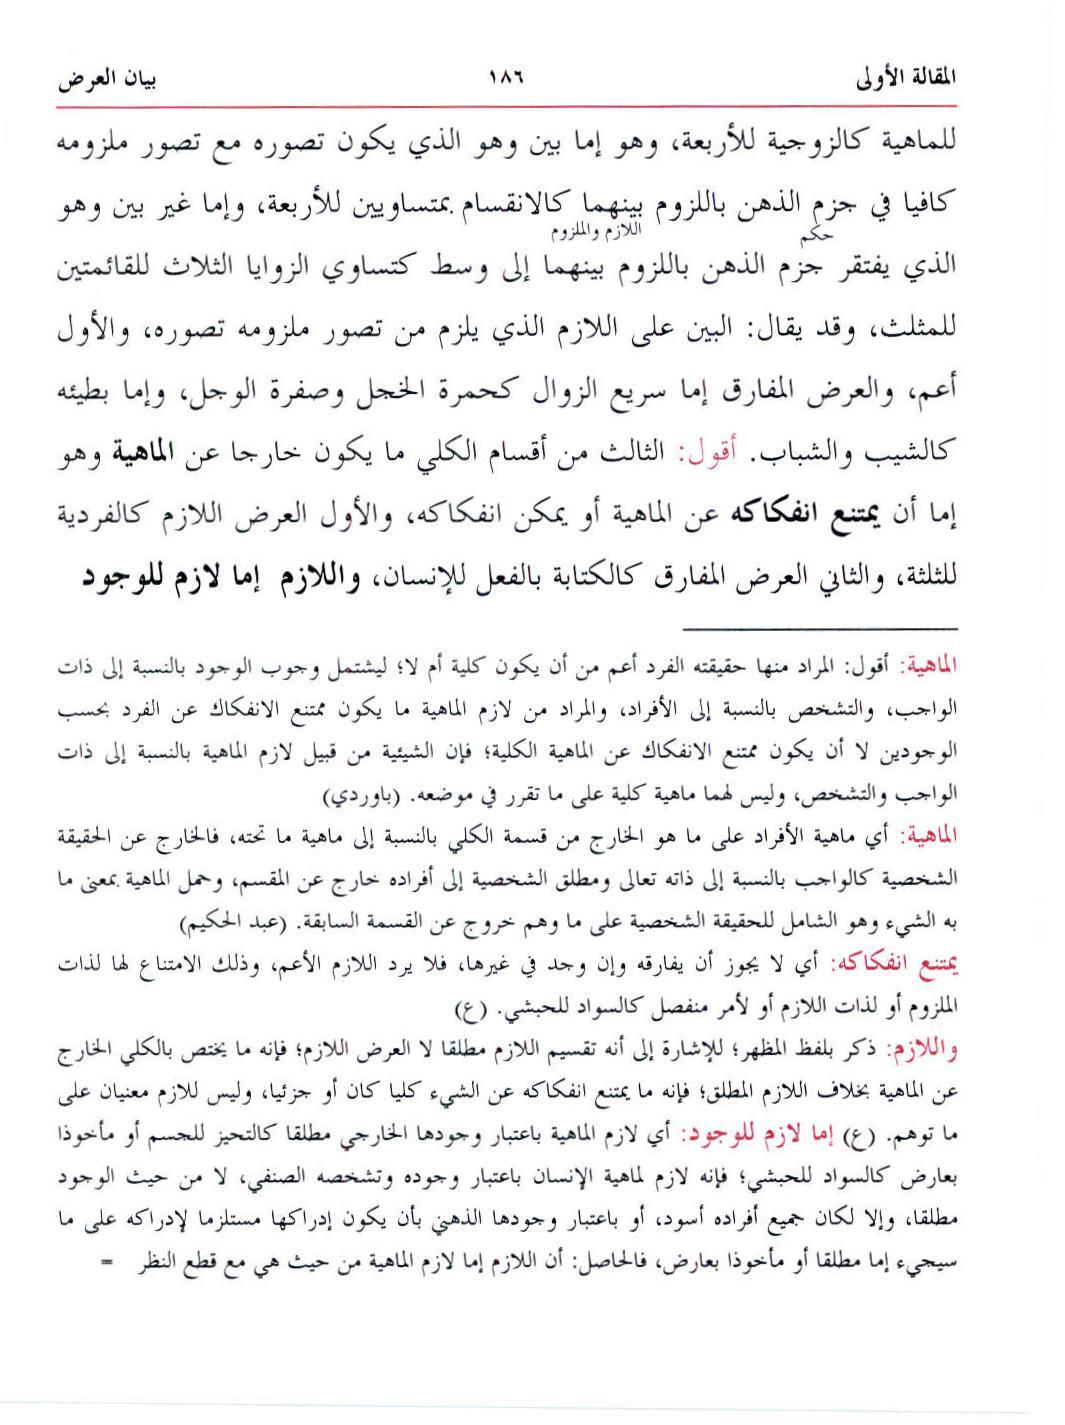 المقالة الأولى ١٨٦ بيان العرض
للماهية كالزوجية للأربعة، وهو إما بين وهو الذي يكون تصوره مع تصور ملزومه
كافيا في جزم الذهن باللزوم بينهما كالانقسام بمتساويين للأربعة، وإما غير بين وهو
حكم اللازم والملزوم
الذي يفتقر جزم الذهن باللزوم بينهما إلى وسط كتساوي الزوايا الثلاث للقائمتين
للمثلث، وقد يقال: البين على اللازم الذي يلزم من تصور ملزومه تصوره، والأول
أعم، والعرض المفارق إما سريع الزوال كحمرة الخجل وصفرة الوجل، وإما بطيئه
كالشيب والشباب. أقول: الثالث من أقسام الكلي ما يكون خارجا عن الماهية وهو
إما أن يمتنع انفكاكه عن الماهية أو يمكن انفكاكه، والأول العرض اللازم كالفردية
للثلثة، والثاني العرض المفارق كالكتابة بالفعل للإنسان، واللازم إما لازم للوجود
الماهية: أقول: المراد منها حقيقته الفرد أعم من أن يكون كلية أم لا؛ ليشتمل وجوب الوجود بالنسبة إلى ذات
الواجب، والتشخص بالنسبة إلى الأفراد، والمراد من لازم الماهية ما يكون ممتنع الانفكاك عن الفرد بحسب
الوجودين لا أن يكون ممتنع الانفكاك عن الماهية الكلية؛ فإن الشيئية من قبيل لازم الماهية بالنسبة إلى ذات
الواجب والتشخص، وليس لهما ماهية كلية على ما تقرر في موضعه. (باوردي)
الماهية: أي ماهية الأفراد على ما هو الخارج من قسمة الكلي بالنسبة إلى ماهية ما تحته، فالخارج عن الحقيقة
الشخصية كالواجب بالنسبة إلى ذاته تعالى ومطلق الشخصية إلى أفراده خارج عن المقسم، وحمل الماهية بمعنى ما
به الشيء وهو الشامل للحقيقة الشخصية على ما وهم خروج عن القسمة السابقة. (عبد الحكيم)
يمتنع انفكاكه: أي لا يجوز أن يفارقه وإن وجد في غيرها، فلا يرد اللازم الأعم، وذلك الامتناع لها لذات
الملزوم أو لذات اللازم أو لأمر منفصل كالسواد للحبشي. (ع)
واللازم: ذكر بلفظ المظهر؛ للإشارة إلى أنه تقسيم اللازم مطلقا لا العرض اللازم؛ فإنه ما يختص بالكلي الخارج
عن الماهية بخلاف اللازم المطلق؛ فإنه ما يمتنع انفكاكه عن الشيء كليا كان أو جزئيا، وليس للازم معنيان على
ما توهم. (ع) إما لازم للوجود: أي لازم الماهية باعتبار وجودها الخارجي مطلقا كالتحيز للجسم أو مأخوذا
بعارض كالسواد للحبشي؛ فإنه لازم لماهية الإنسان باعتبار وجوده وتشخصه الصنفي، لا من حيث الوجود
مطلقا، وإلا لكان جميع أفراده أسود، أو باعتبار وجودها الذهني بأن يكون إدراكها مستلزما لإدراكه على ما
سيجيء إما مطلقا أو مأخوذا بعارض، فالحاصل: أن اللازم إما لازم الماهية من حيث هي مع قطع النظر =